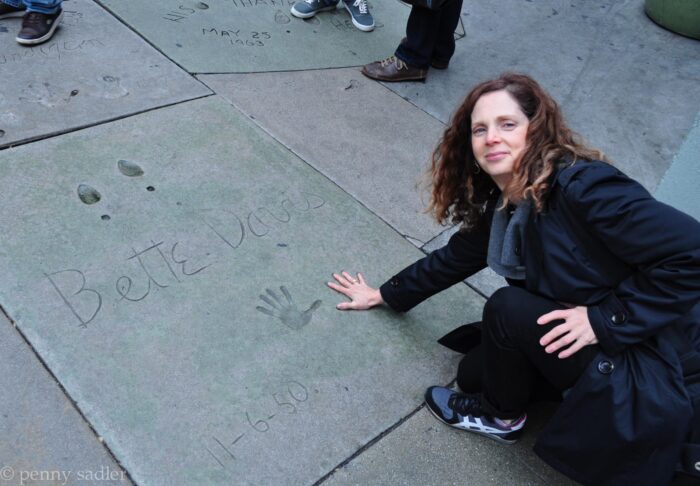 MAY 25
1963
Bette Davis
11-6-50.
© penny sadler